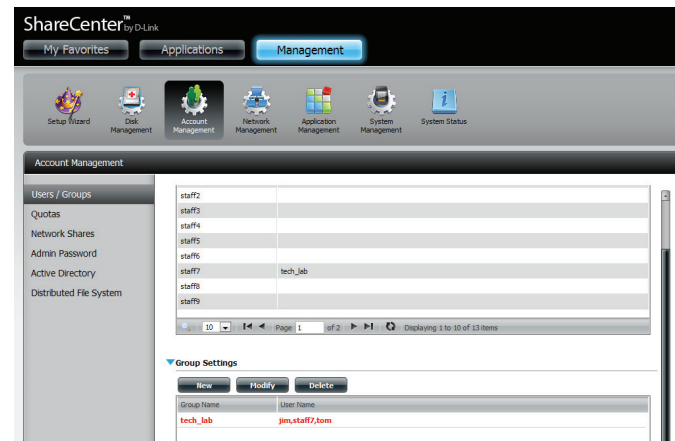 ShareCenter™ by D-Link
My Favorites Applications Management
Setup Wizard Disk Management Account Management Network Management Application Management System Management System Status
Account Management
Users / Groups
Quotas
Network Shares
Admin Password
Active Directory
Distributed File System
staff2
staff3
staff4
staff5
staff6
staff7 tech_lab
staff8
staff9
10 Page 1 of 2 Displaying 1 to 10 of 13 items
Group Settings
New Modify Delete
Group Name User Name
tech_lab jim,staff7,tom